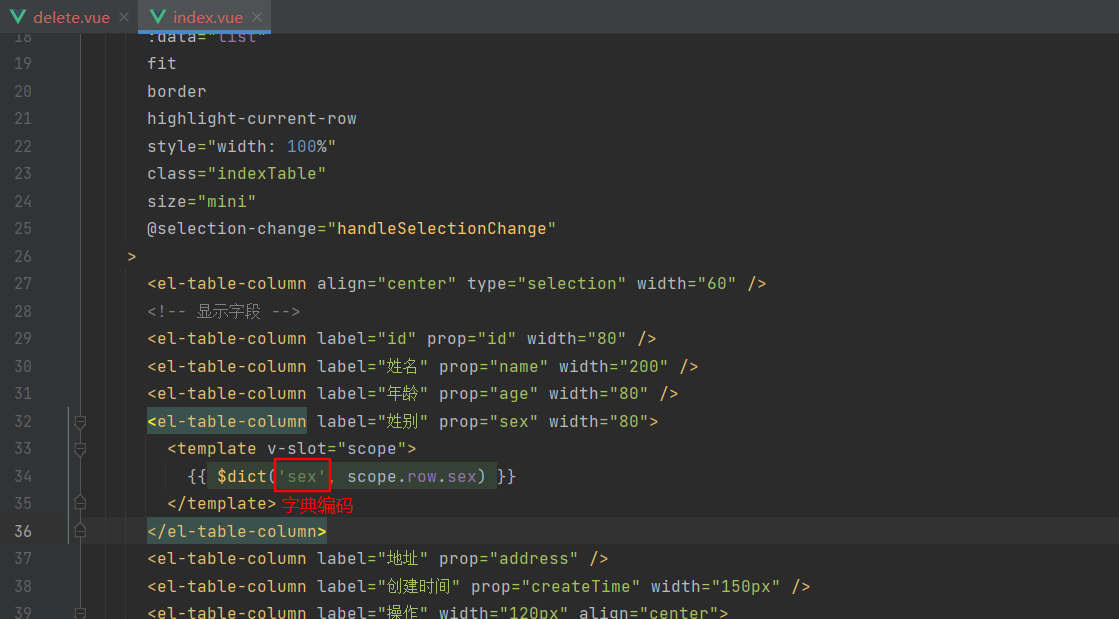 delete.vue index.vue
18 :data="list"
19 fit
20 border
21 highlight-current-row
22 style="width: 100%"
23 class="indexTable"
24 size="mini"
25 @selection-change="handleSelectionChange"
26 >
27 <el-table-column align="center" type="selection" width="60" />
28 <!-- 显示字段 -->
29 <el-table-column label="id" prop="id" width="80" />
30 <el-table-column label="姓名" prop="name" width="200" />
31 <el-table-column label="年龄" prop="age" width="80" />
32 <el-table-column label="姓别" prop="sex" width="80">
33 <template v-slot="scope">
34 {{ $dict('sex', scope.row.sex) }}
35 </template> 字典编码
36 </el-table-column>
37 <el-table-column label="地址" prop="address" />
38 <el-table-column label="创建时间" prop="createTime" width="150px" />
39 <el-table-column label="操作" width="120px" align="center">